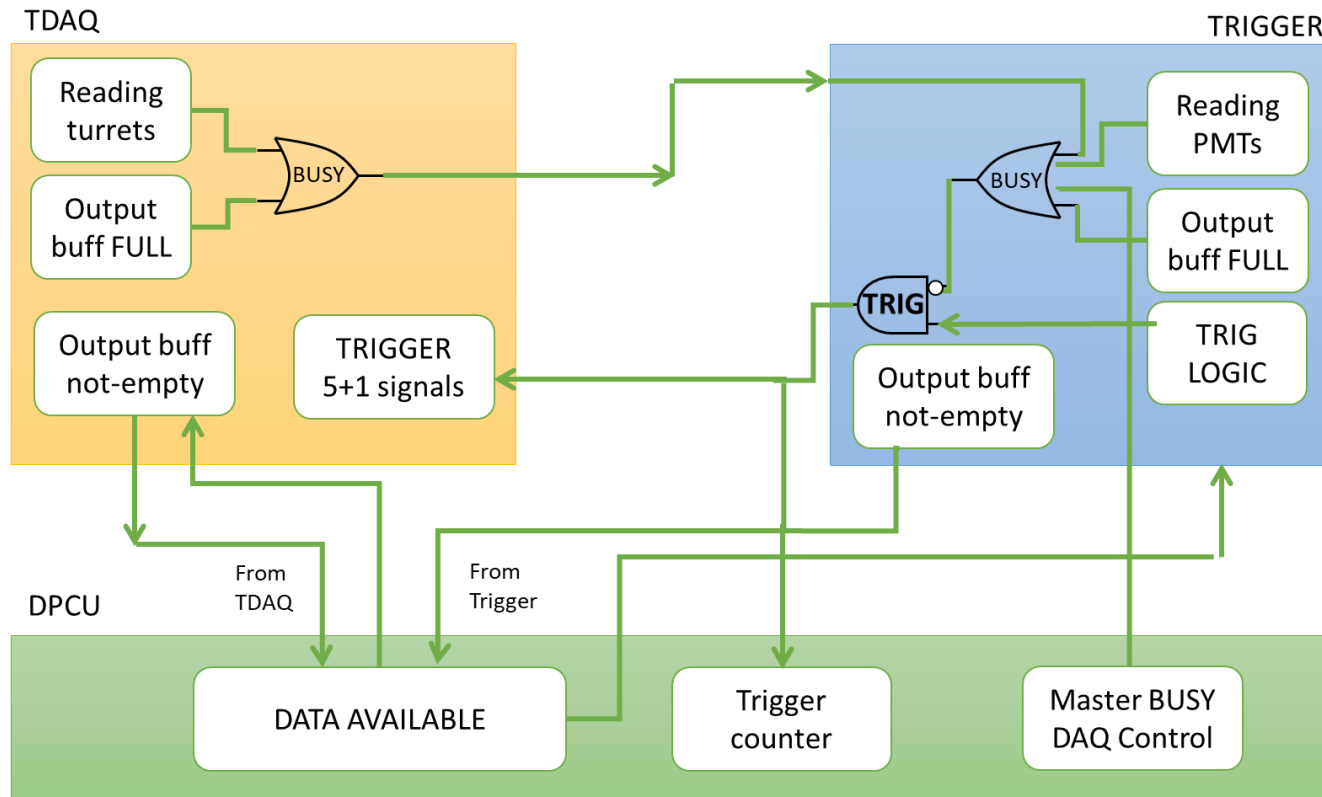 TDAQ
TRIGGER
Reading
turrets
BUSY
Output
buff FULL
Output buff
not-empty
TRIGGER
5+1 signals
Reading
PMTs
BUSY
Output
buff FULL
TRIG
TRIG
LOGIC
Output buff
not-empty
From
TDAQ
From
Trigger
DPCU
DATA AVAILABLE
Trigger
counter
Master BUSY
DAQ Control